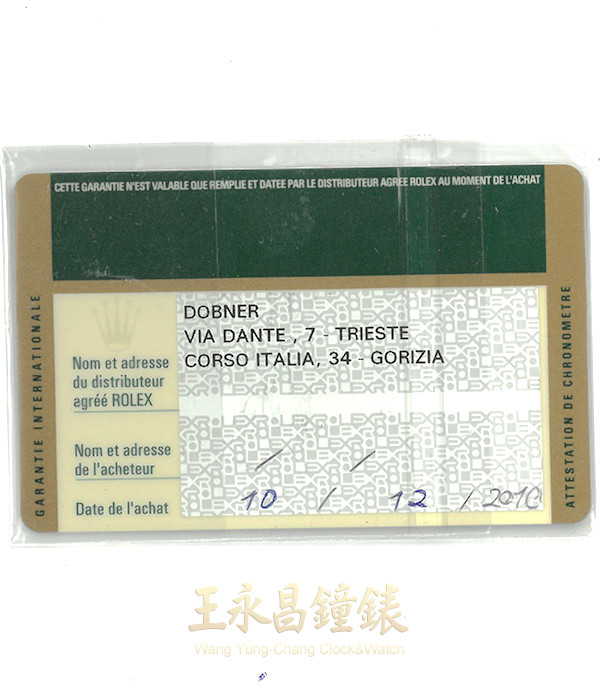 CETTE GARANTIE N'EST VALABLE QUE REMPLIE ET DATEE PAR LE DISTRIBUTEUR AGREE ROLEX AU MOMENT DE L'ACHAT
GARANTIE INTERNATIONALE
Nom et adresse
du distributeur
agréé ROLEX
DOBNER
VIA DANTE , 7 - TRIESTE
CORSO ITALIA, 34 - GORIZIA
Nom et adresse
de l'acheteur
/ /
Date de l'achat
10 / 12 / 2010
ATTESTATION DE CHRONOMETRE
王永昌鐘錶
Wang Yung-Chang Clock&Watch